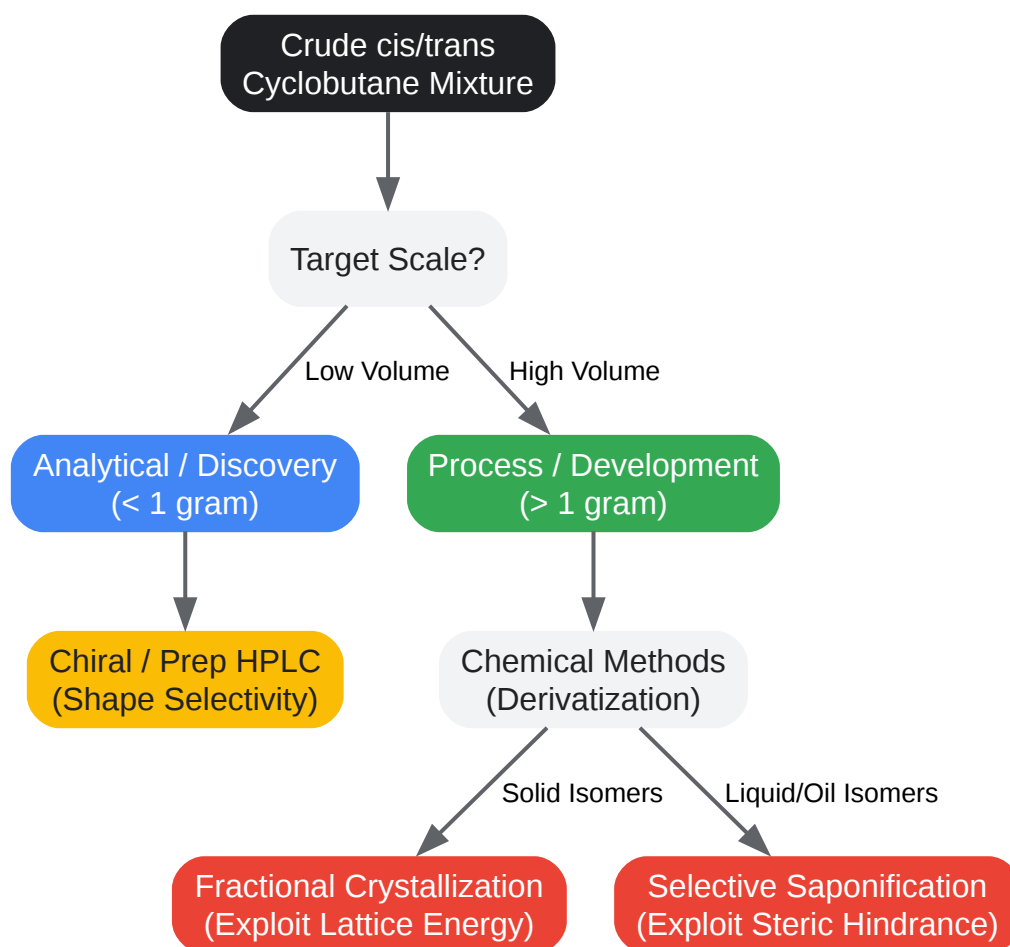 Crude cis/trans
Cyclobutane Mixture
Target Scale?
Low Volume
High Volume
Analytical / Discovery
(< 1 gram)
Process / Development
(> 1 gram)
Chiral / Prep HPLC
(Shape Selectivity)
Chemical Methods
(Derivatization)
Solid Isomers
Liquid/Oil Isomers
Fractional Crystallization
(Exploit Lattice Energy)
Selective Saponification
(Exploit Steric Hindrance)